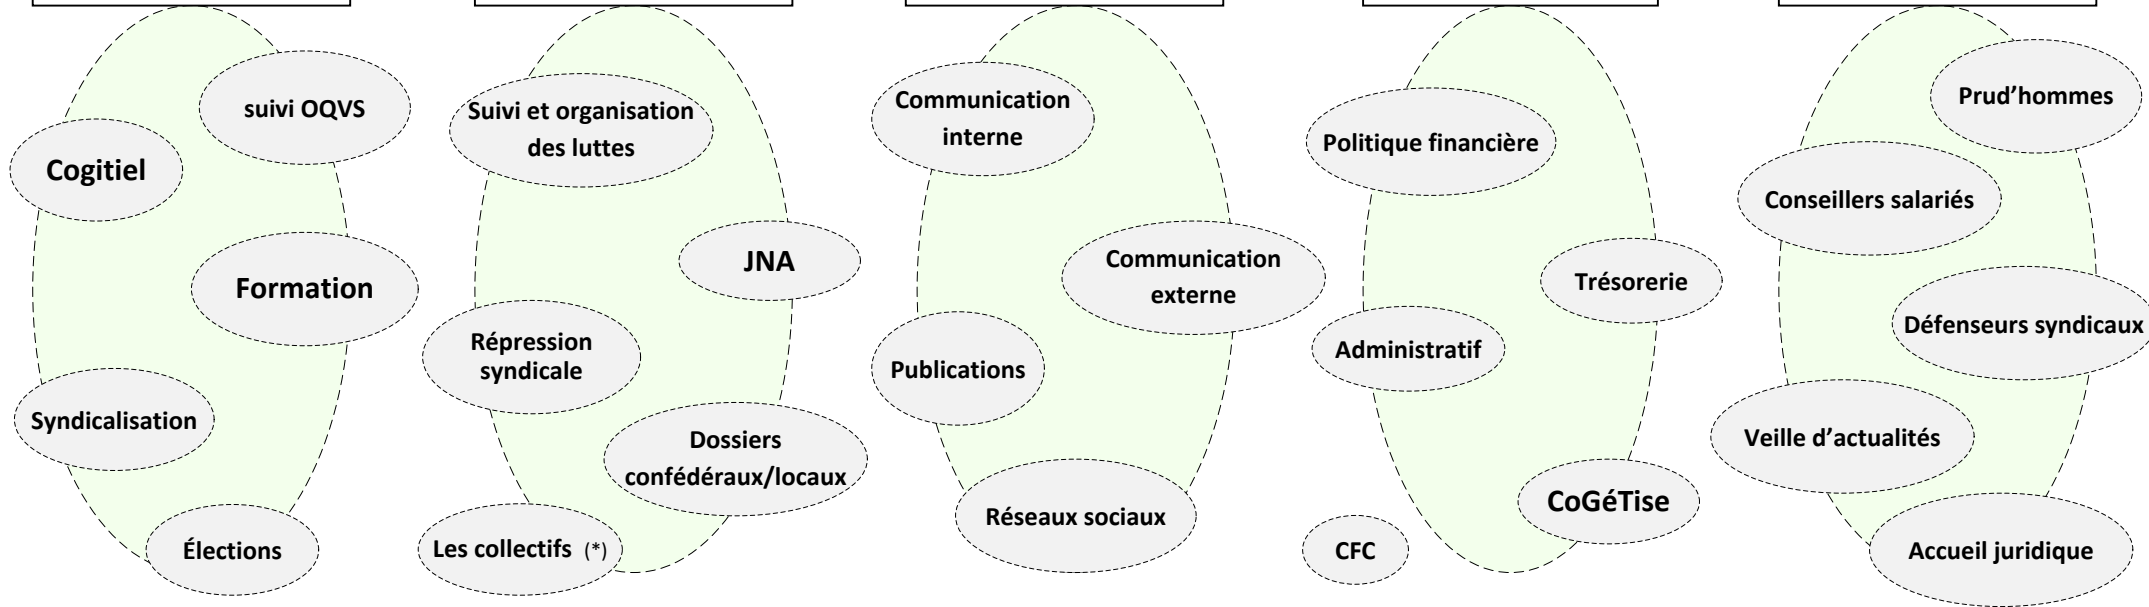 suivi OQVS
Cogitiel
Formation
Syndicalisation
Élections
Suivi et organisation
des luttes
JNA
Répression
syndicale
Dossiers
confédéraux/locaux
Les collectifs (*)
Communication
interne
Communication
externe
Publications
Réseaux sociaux
Politique financière
Trésorerie
Administratif
CoGéTise
CFC
Prud’hommes
Conseillers salariés
Défenseurs syndicaux
Veille d’actualités
Accueil juridique